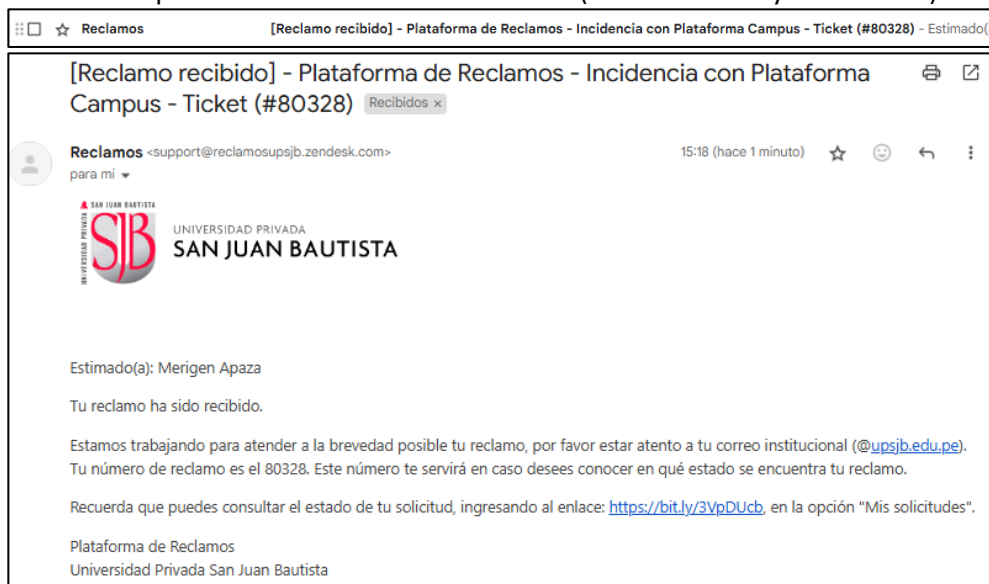 Reclamos [Reclamo recibido] - Plataforma de Reclamos - Incidencia con Plataforma Campus - Ticket (#80328) - Estimado(
[Reclamo recibido] - Plataforma de Reclamos - Incidencia con Plataforma
Campus - Ticket (#80328) Recibidos x
Reclamos <support@reclamosupsjb.zendesk.com> 15:18 (hace 1 minuto)
para mí
SAN JUAN BAUTISTA
UNIVERSIDAD PRIVADA
SJB
UNIVERSIDAD PRIVADA
SAN JUAN BAUTISTA
Estimado(a): Merigen Apaza
Tu reclamo ha sido recibido.
Estamos trabajando para atender a la brevedad posible tu reclamo, por favor estar atento a tu correo institucional (@upsjb.edu.pe).
Tu número de reclamo es el 80328. Este número te servirá en caso desees conocer en qué estado se encuentra tu reclamo.
Recuerda que puedes consultar el estado de tu solicitud, ingresando al enlace: https://bit.ly/3VpDUcb, en la opción "Mis solicitudes".
Plataforma de Reclamos
Universidad Privada San Juan Bautista